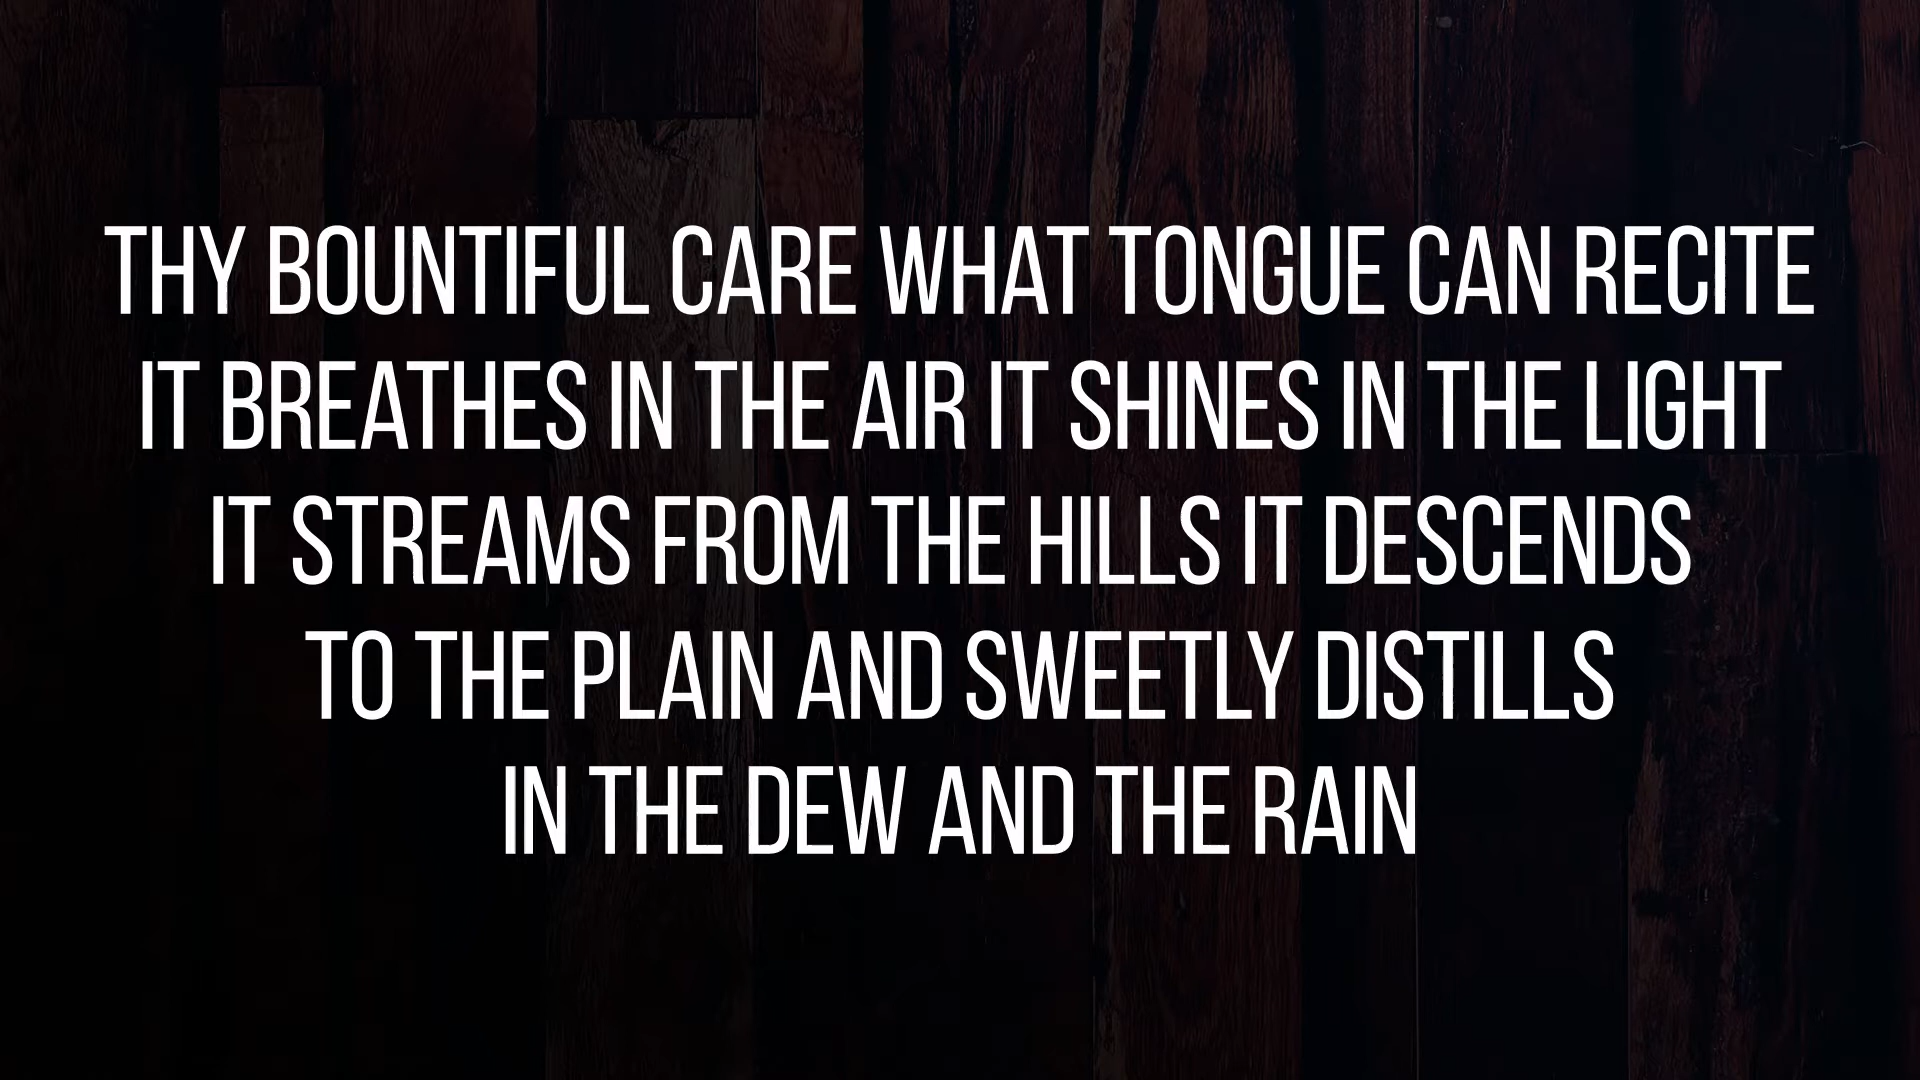 THY BOUNTIFUL CARE WHAT TONGUE CAN RECITE
IT BREATHES IN THE AIR IT SHINES IN THE LIGHT
IT STREAMS FROM THE HILLS IT DESCENDS
TO THE PLAIN AND SWEETLY DISTILLS
IN THE DEW AND THE RAIN